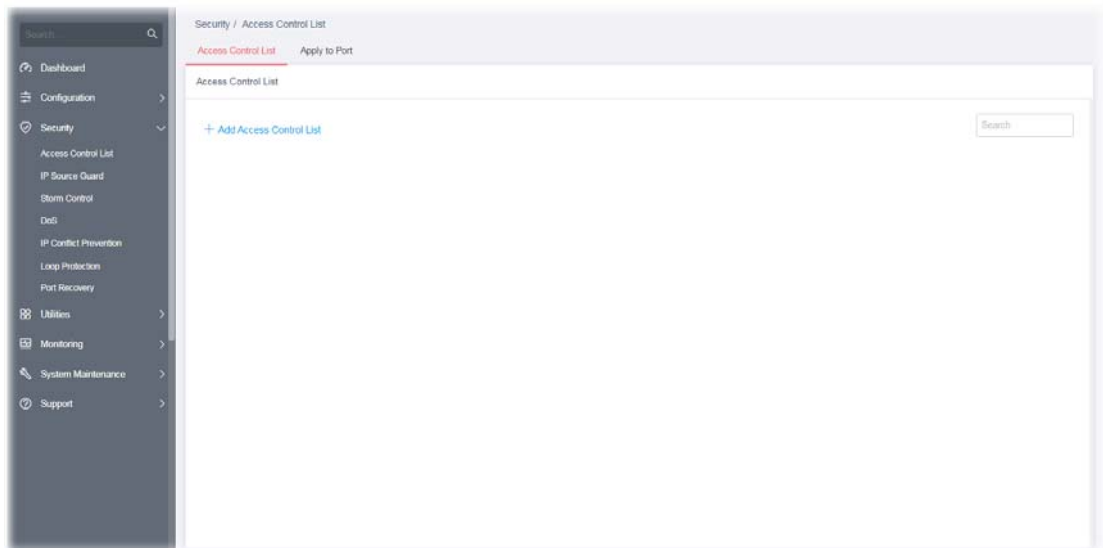 Search...
Dashboard
Configuration
Security
Access Control List
IP Source Guard
Storm Control
DoS
IP Conflict Prevention
Loop Protection
Port Recovery
Utilities
Monitoring
System Maintenance
Support
Security / Access Control List
Access Control List Apply to Port
Access Control List
+ Add Access Control List Search